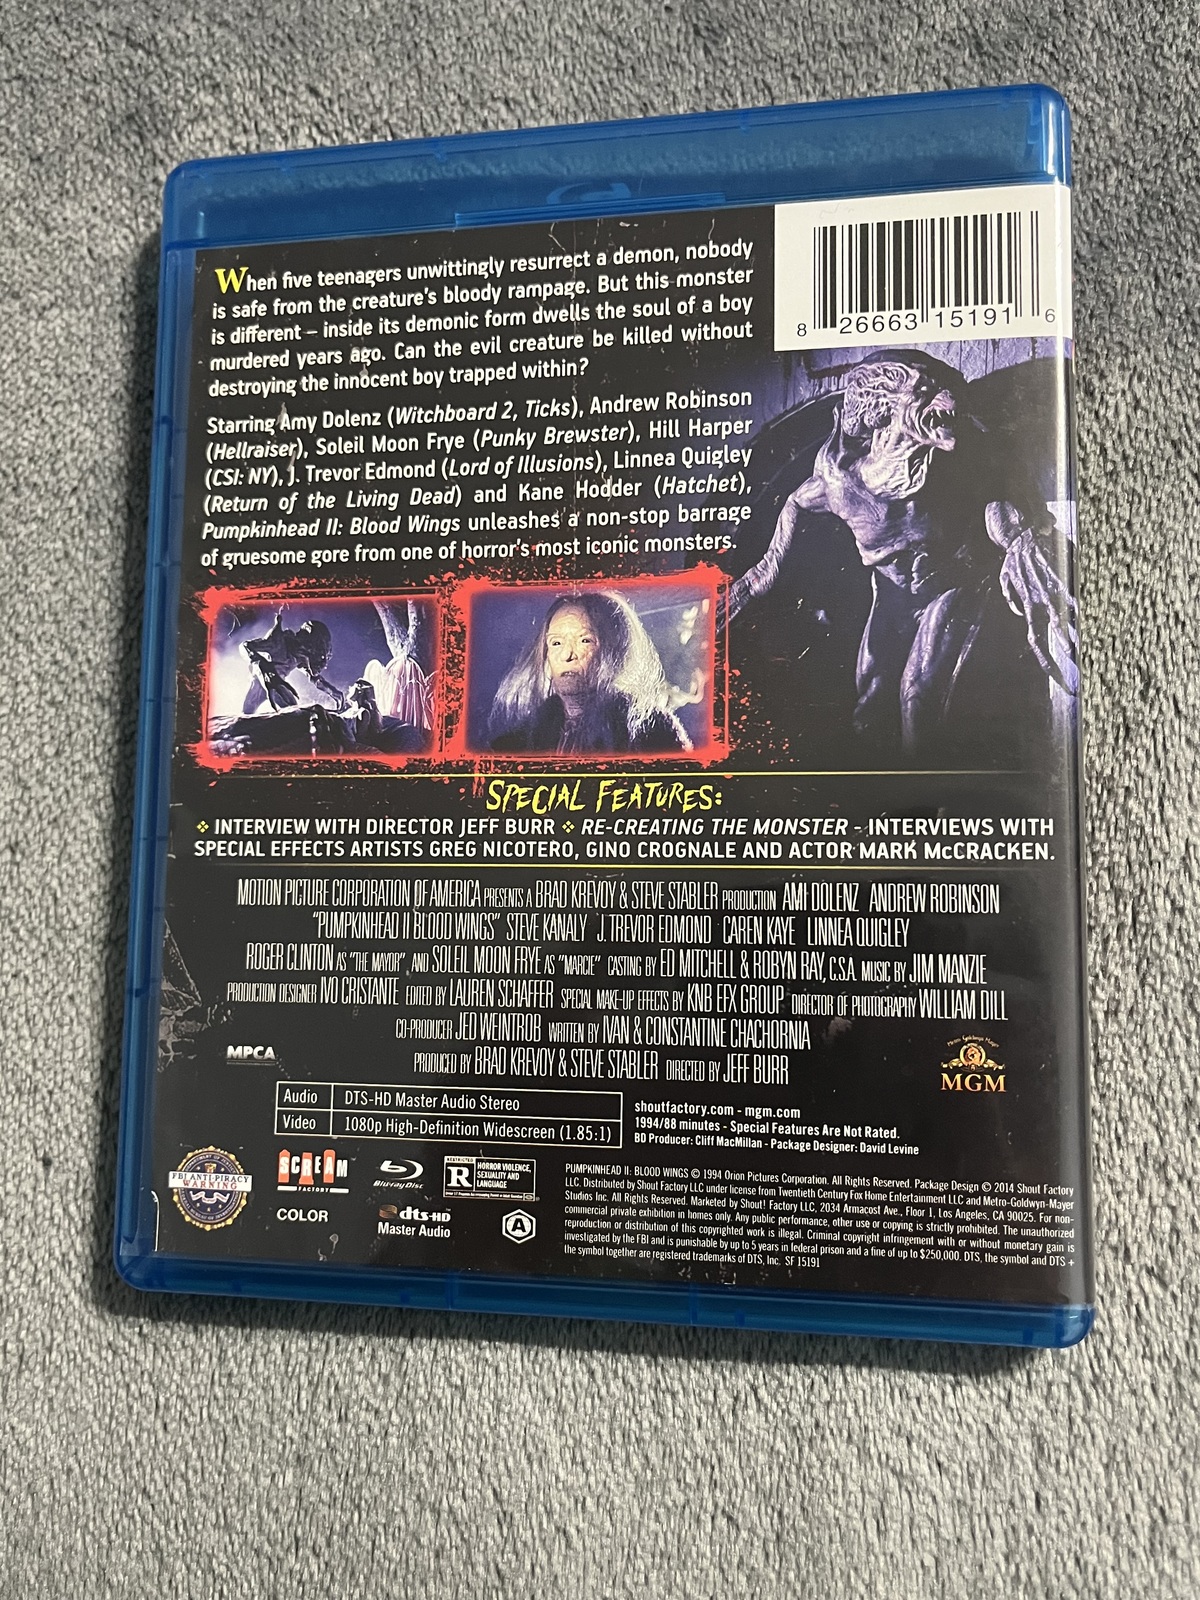 When five teenagers unwittingly resurrect a demon, nobody
is safe from the creature's bloody rampage. But this monster
is different – inside its demonic form dwells the soul of a boy
murdered years ago. Can the evil creature be killed without
destroying the innocent boy trapped within?
Starring Amy Dolenz (Witchboard 2, Ticks), Andrew Robinson
(Hellraiser), Soleil Moon Frye (Punky Brewster), Hill Harper
(CSI: NY), J. Trevor Edmond (Lord of Illusions), Linnea Quigley
(Return of the Living Dead) and Kane Hodder (Hatchet),
Pumpkinhead II: Blood Wings unleashes a non-stop barrage
of gruesome gore from one of horror's most iconic monsters.
8 26663 15191 6
SPECIAL FEATURES:
❖ INTERVIEW WITH DIRECTOR JEFF BURR ❖ RE-CREATING THE MONSTER – INTERVIEWS WITH
SPECIAL EFFECTS ARTISTS GREG NICOTERO, GINO CROGNALE AND ACTOR MARK McCRACKEN.
MOTION PICTURE CORPORATION OF AMERICA PRESENTS A BRAD KREVOY & STEVE STABLER PRODUCTION AMI DOLENZ ANDREW ROBINSON
"PUMPKINHEAD II BLOOD WINGS" STEVE KANALY J. TREVOR EDMOND CAREN KAYE LINNEA QUIGLEY
ROGER CLINTON AS "THE MAYOR", AND SOLEIL MOON FRYE AS "MARCIE" CASTING BY ED MITCHELL & ROBYN RAY, C.S.A. MUSIC BY JIM MANZIE
PRODUCTION DESIGNER IVO CRISTANTE EDITED BY LAUREN SCHAFFER SPECIAL MAKE-UP EFFECTS BY KNB EFX GROUP DIRECTOR OF PHOTOGRAPHY WILLIAM DILL
CO-PRODUCER JED WEINTROB WRITTEN BY IVAN & CONSTANTINE CHACHORNIA
PRODUCED BY BRAD KREVOY & STEVE STABLER DIRECTED BY JEFF BURR
MPCA
MGM
Audio DTS-HD Master Audio Stereo
Video 1080p High-Definition Widescreen (1.85:1)
shoutfactory.com - mgm.com
1994/88 minutes - Special Features Are Not Rated.
BD Producer: Cliff MacMillan - Package Designer: David Levine
FBI ANTI-PIRACY
WARNING
SCREAM
FACTORY
COLOR
Blu-ray Disc
dts-HD
Master Audio
RESTRICTED
R
HORROR VIOLENCE,
SEXUALITY AND
LANGUAGE
A
PUMPKINHEAD II: BLOOD WINGS © 1994 Orion Pictures Corporation. All Rights Reserved. Package Design © 2014 Shout Factory
LLC. Distributed by Shout Factory LLC under license from Twentieth Century Fox Home Entertainment LLC and Metro-Goldwyn-Mayer
Studios Inc. All Rights Reserved. Marketed by Shout! Factory LLC, 2034 Armacost Ave., Floor 1, Los Angeles, CA 90025. For non-
commercial private exhibition in homes only. Any public performance, other use or copying is strictly prohibited. The unauthorized
reproduction or distribution of this copyrighted work is illegal. Criminal copyright infringement with or without monetary gain is
investigated by the FBI and is punishable by up to 5 years in federal prison and a fine of up to $250,000. DTS, the symbol and DTS +
the symbol together are registered trademarks of DTS, Inc. SF 15191